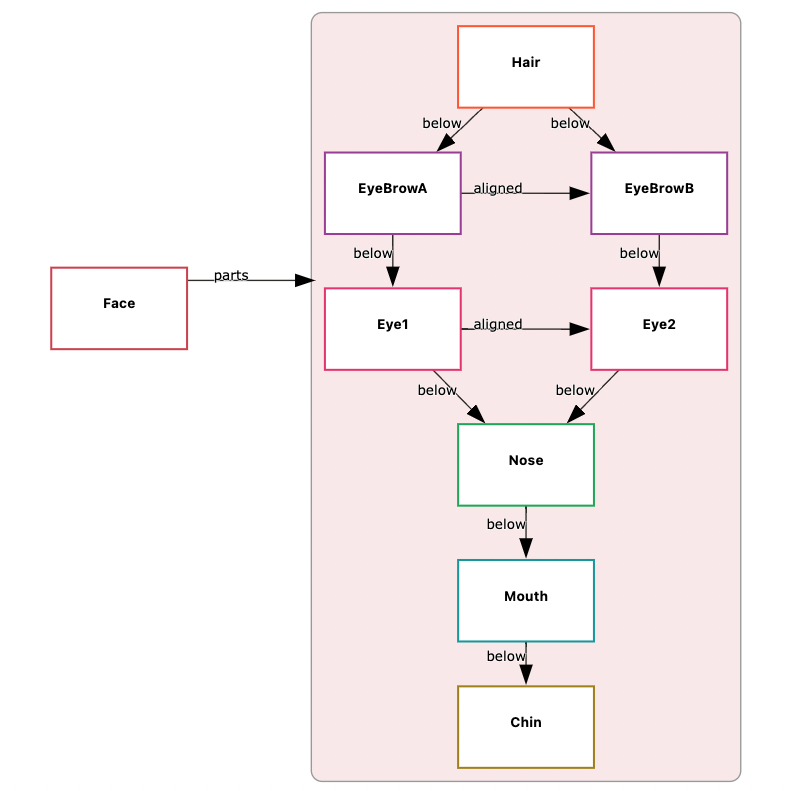 Hair
below
below
EyeBrowA
aligned
EyeBrowB
below
below
Face
parts
Eye1
aligned
Eye2
below
below
Nose
below
Mouth
below
Chin